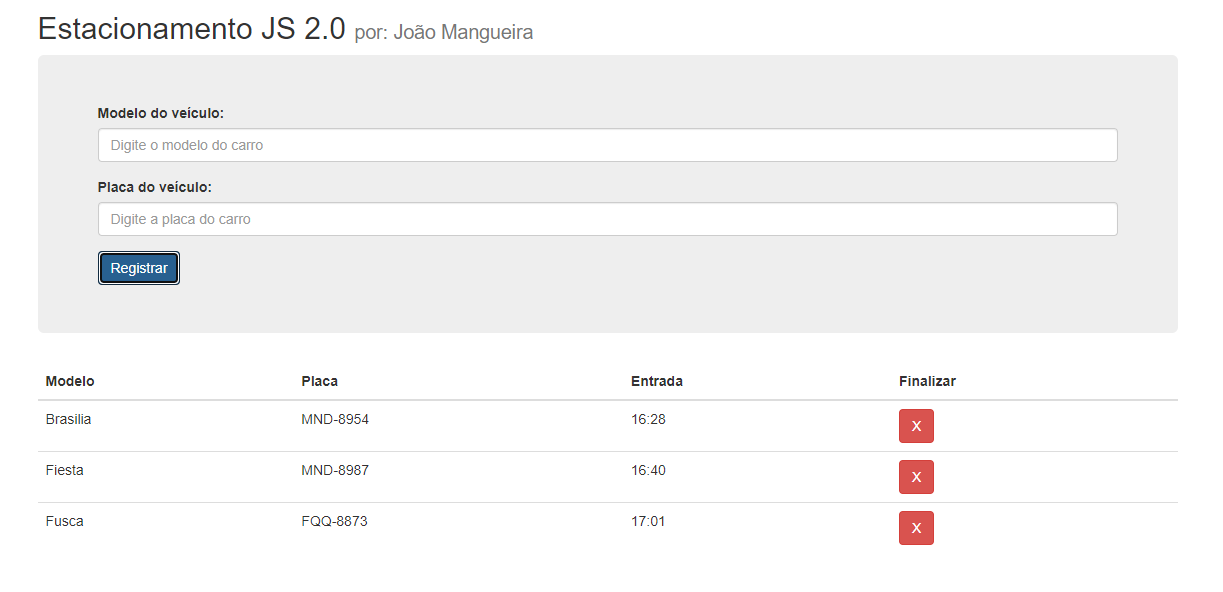 Estacionamento JS 2.0 por: João Mangueira
Modelo do veículo:
Digite o modelo do carro
Placa do veículo:
Digite a placa do carro
Registrar
Modelo Placa Entrada Finalizar
Brasilia MND-8954 16:28 X
Fiesta MND-8987 16:40 X
Fusca FQQ-8873 17:01 X